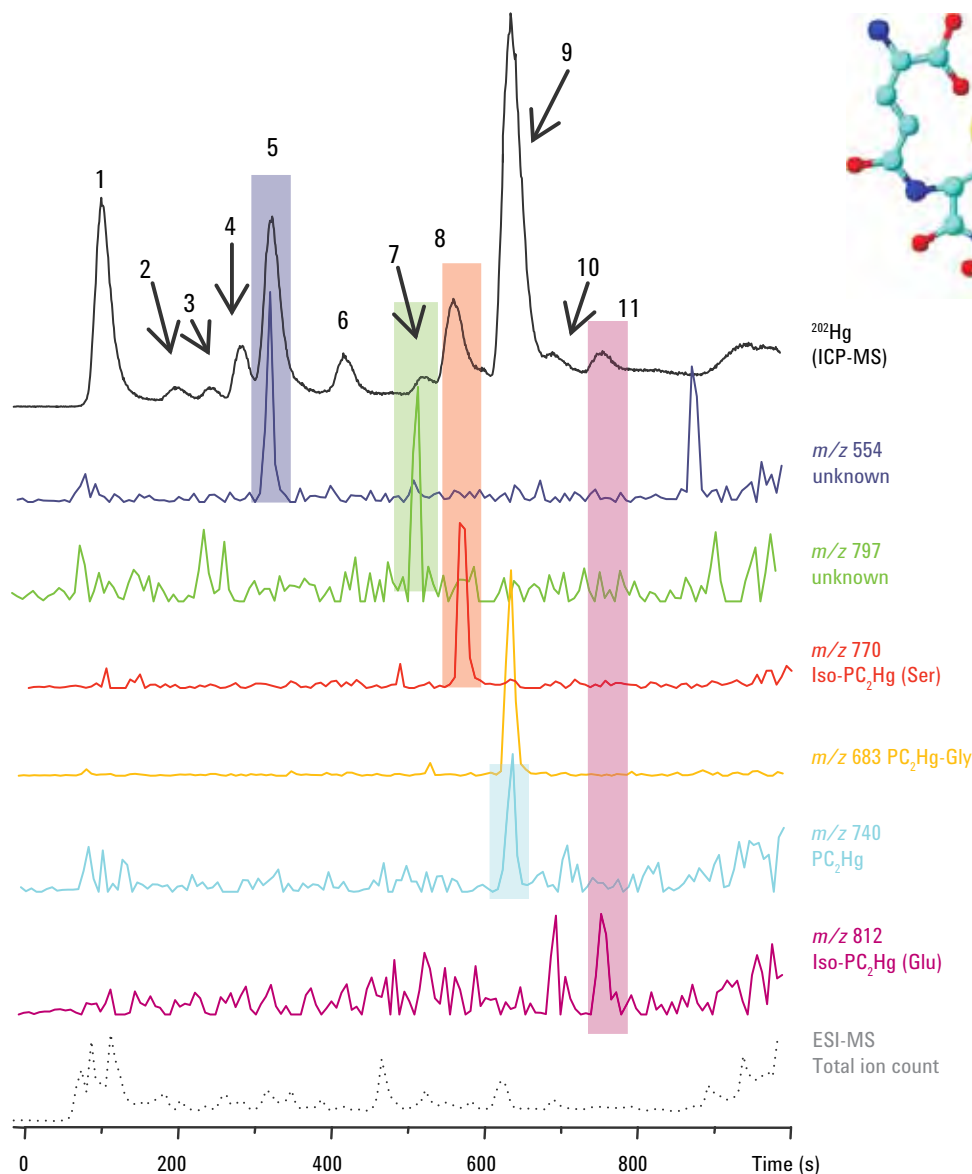 9
1
5
4
2
3
7
8
6
10
11
202Hg
(ICP-MS)
m/z 554
unknown
m/z 797
unknown
m/z 770
Iso-PC2Hg (Ser)
m/z 683 PC2Hg-Gly
m/z 740
PC2Hg
m/z 812
Iso-PC2Hg (Glu)
ESI-MS
Total ion count
0 200 400 600 800 Time (s)